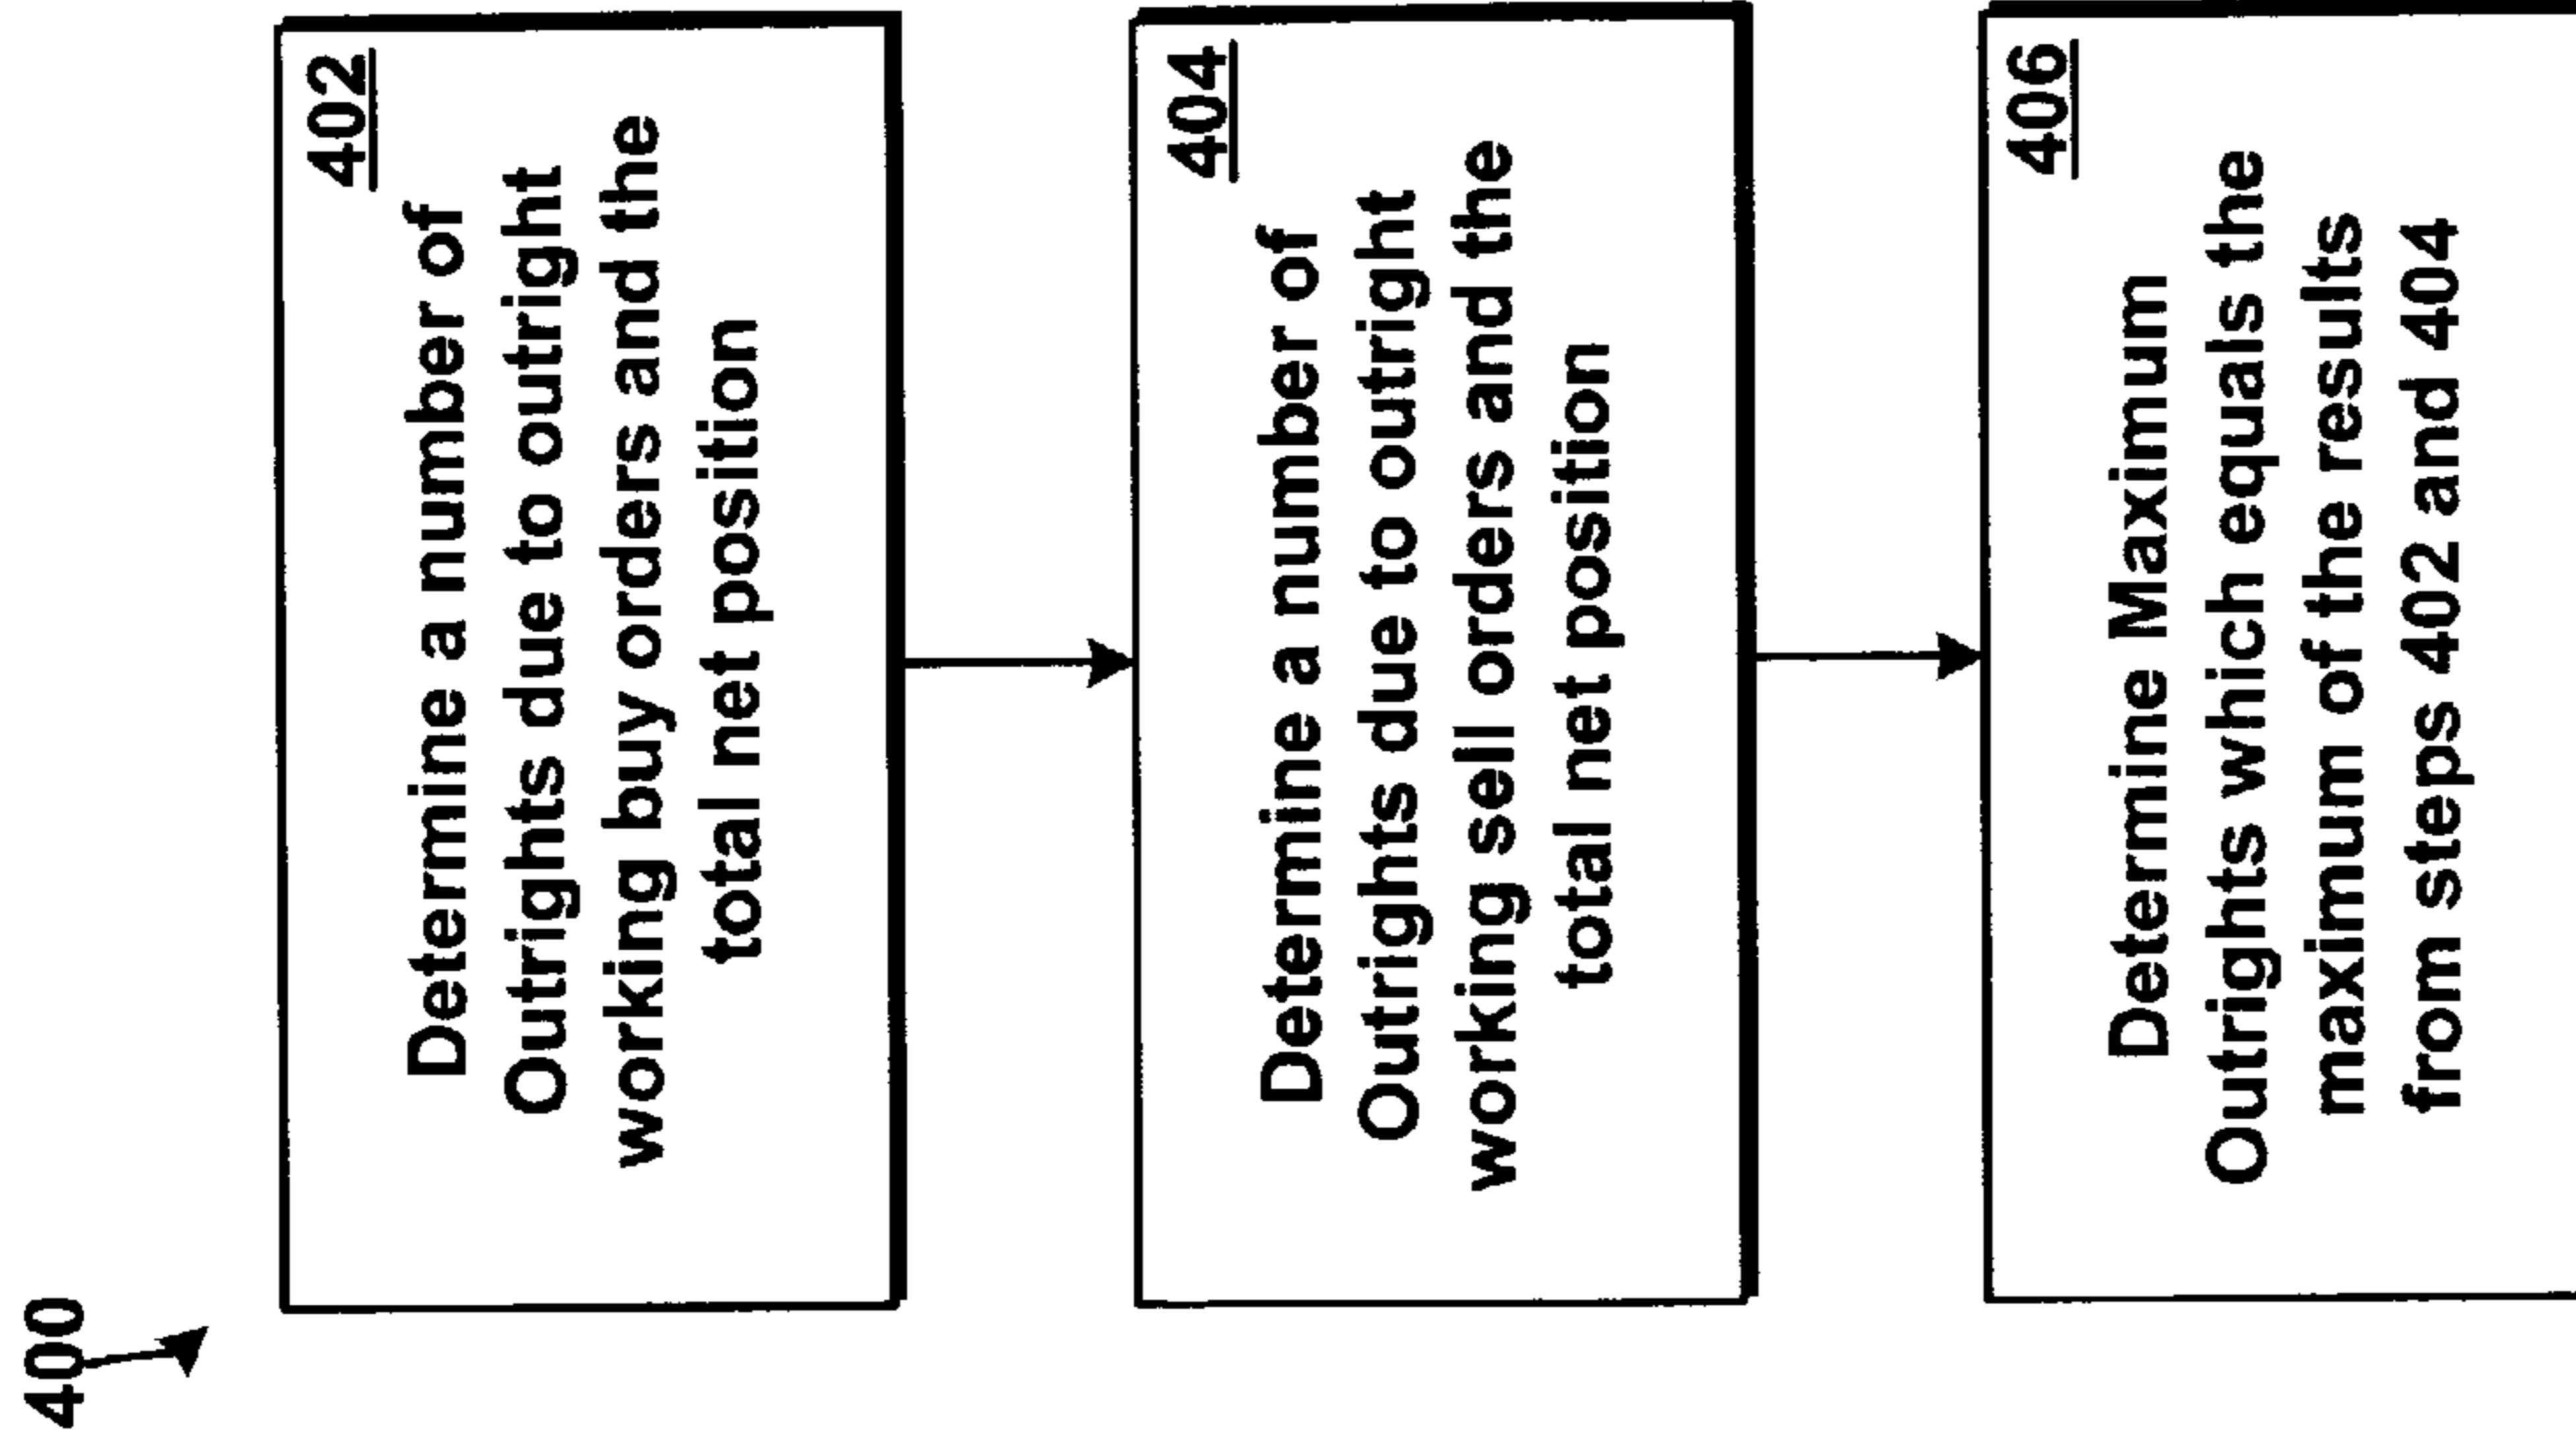 400
402
Determine a number of
Outrights due to outright
working buy orders and the
total net position
404
Determine a number of
Outrights due to outright
working sell orders and the
total net position
406
Determine Maximum
Outrights which equals the
maximum of the results
from steps 402 and 404